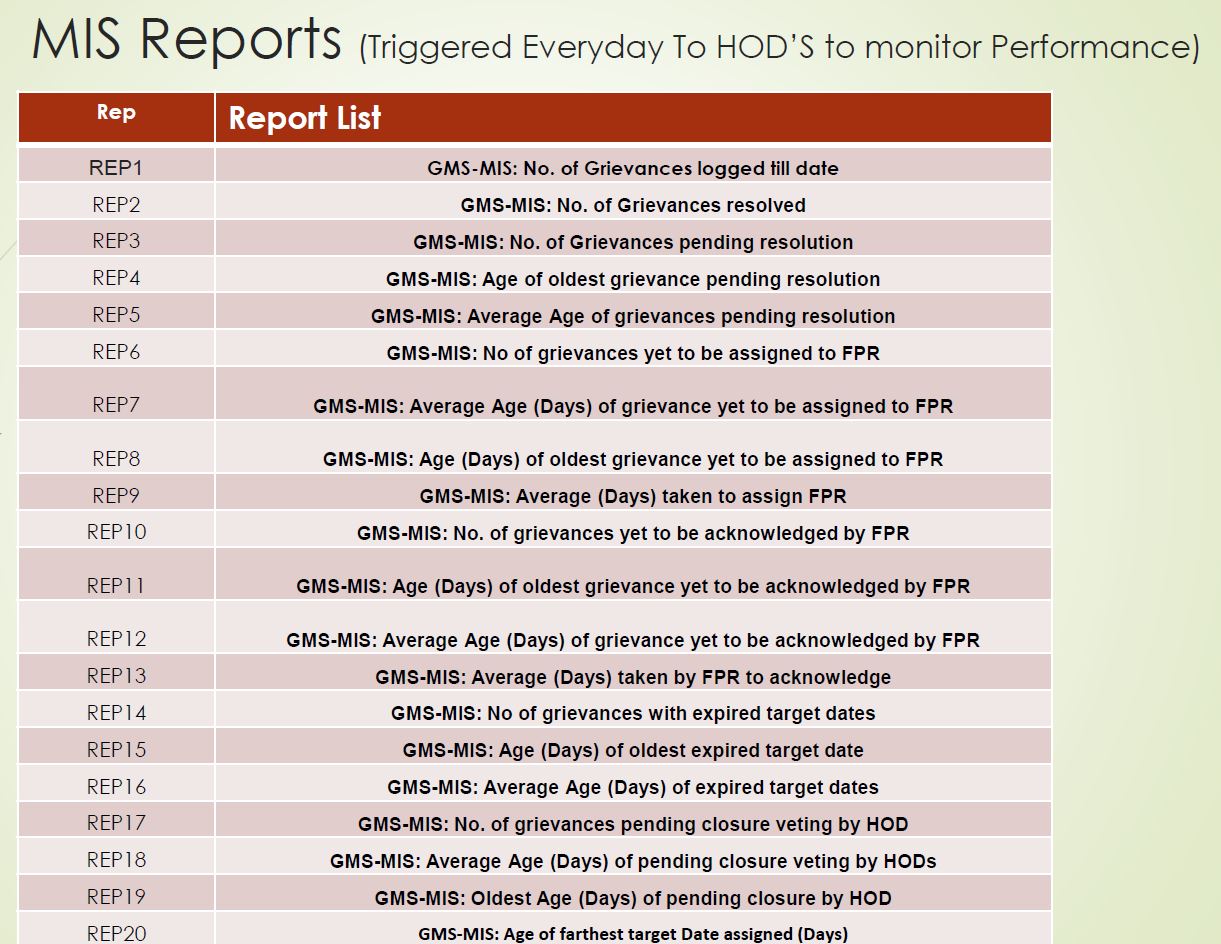 MIS Reports (Triggered Everyday To HOD'S to monitor Performance)
Rep Report List
REP1 GMS-MIS: No. of Grievances logged till date
REP2 GMS-MIS: No. of Grievances resolved
REP3 GMS-MIS: No. of Grievances pending resolution
REP4 GMS-MIS: Age of oldest grievance pending resolution
REP5 GMS-MIS: Average Age of grievances pending resolution
REP6 GMS-MIS: No of grievances yet to be assigned to FPR
REP7 GMS-MIS: Average Age (Days) of grievance yet to be assigned to FPR
REP8 GMS-MIS: Age (Days) of oldest grievance yet to be assigned to FPR
REP9 GMS-MIS: Average (Days) taken to assign FPR
REP10 GMS-MIS: No. of grievances yet to be acknowledged by FPR
REP11 GMS-MIS: Age (Days) of oldest grievance yet to be acknowledged by FPR
REP12 GMS-MIS: Average Age (Days) of grievance yet to be acknowledged by FPR
REP13 GMS-MIS: Average (Days) taken by FPR to acknowledge
REP14 GMS-MIS: No of grievances with expired target dates
REP15 GMS-MIS: Age (Days) of oldest expired target date
REP16 GMS-MIS: Average Age (Days) of expired target dates
REP17 GMS-MIS: No. of grievances pending closure veting by HOD
REP18 GMS-MIS: Average Age (Days) of pending closure veting by HODs
REP19 GMS-MIS: Oldest Age (Days) of pending closure by HOD
REP20 GMS-MIS: Age of farthest target Date assigned (Days)